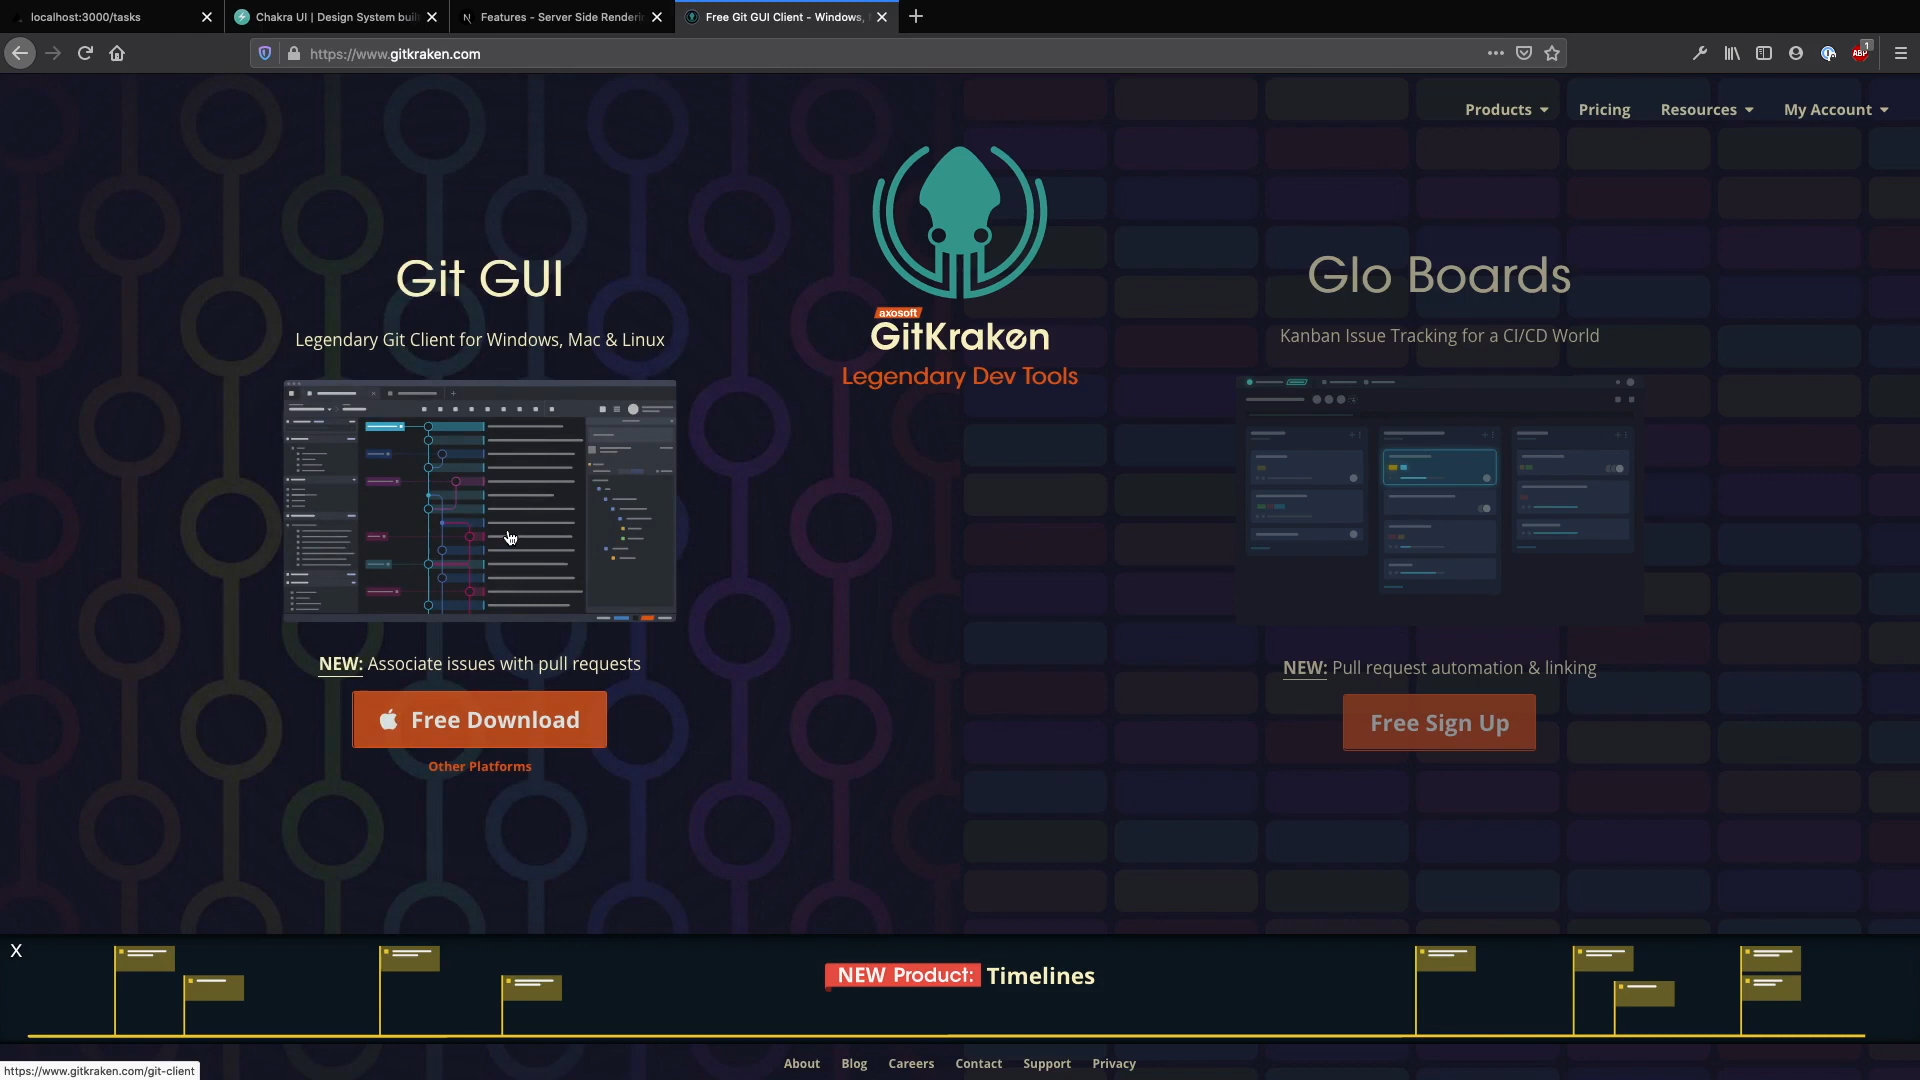 localhost:3000/tasks
Chakra UI | Design System buil
Features - Server Side Renderin
Free Git GUI Client - Windows,
https://www.gitkraken.com
ABP
1
Products
Pricing
Resources
My Account
Git GUI
Legendary Git Client for Windows, Mac & Linux
axosoft
GitKraken
Legendary Dev Tools
Glo Boards
Kanban Issue Tracking for a CI/CD World
NEW: Associate issues with pull requests
Free Download
Other Platforms
NEW: Pull request automation & linking
Free Sign Up
X
NEW Product: Timelines
About
Blog
Careers
Contact
Support
Privacy
https://www.gitkraken.com/git-client